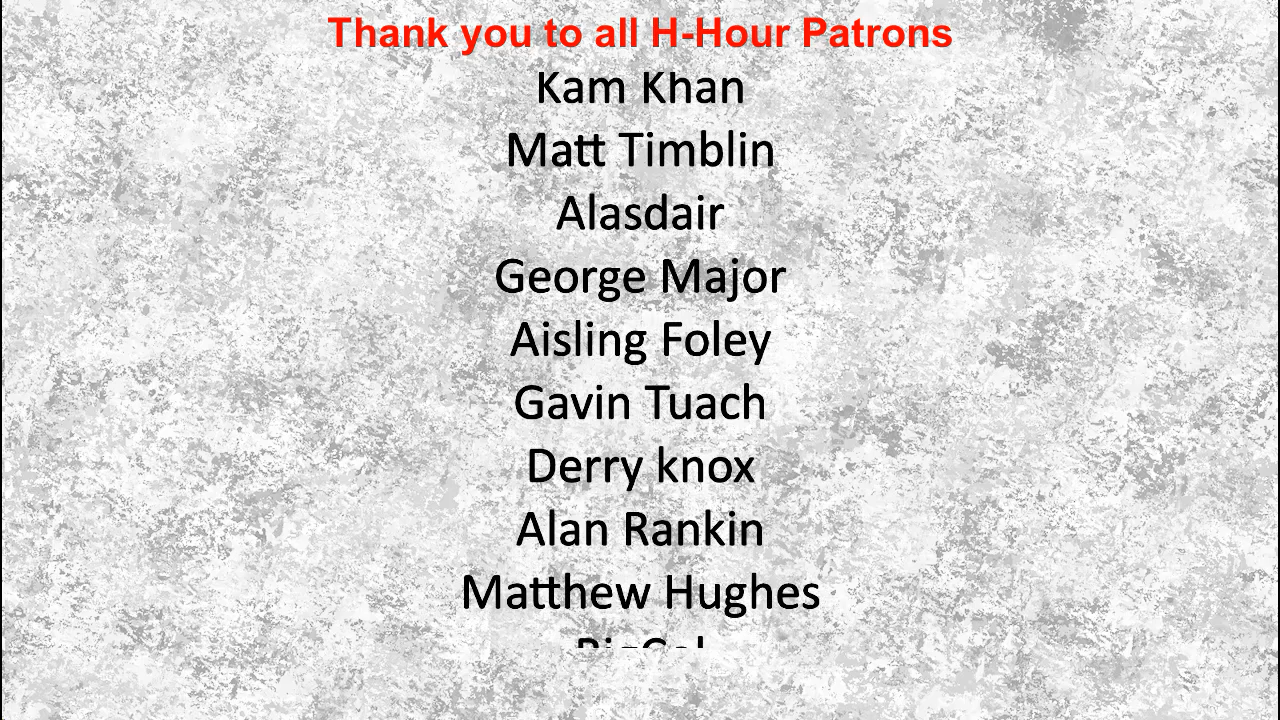 Thank you to all H-Hour Patrons
Kam Khan
Matt Timblin
Alasdair
George Major
Aisling Foley
Gavin Tuach
Derry knox
Alan Rankin
Matthew Hughes